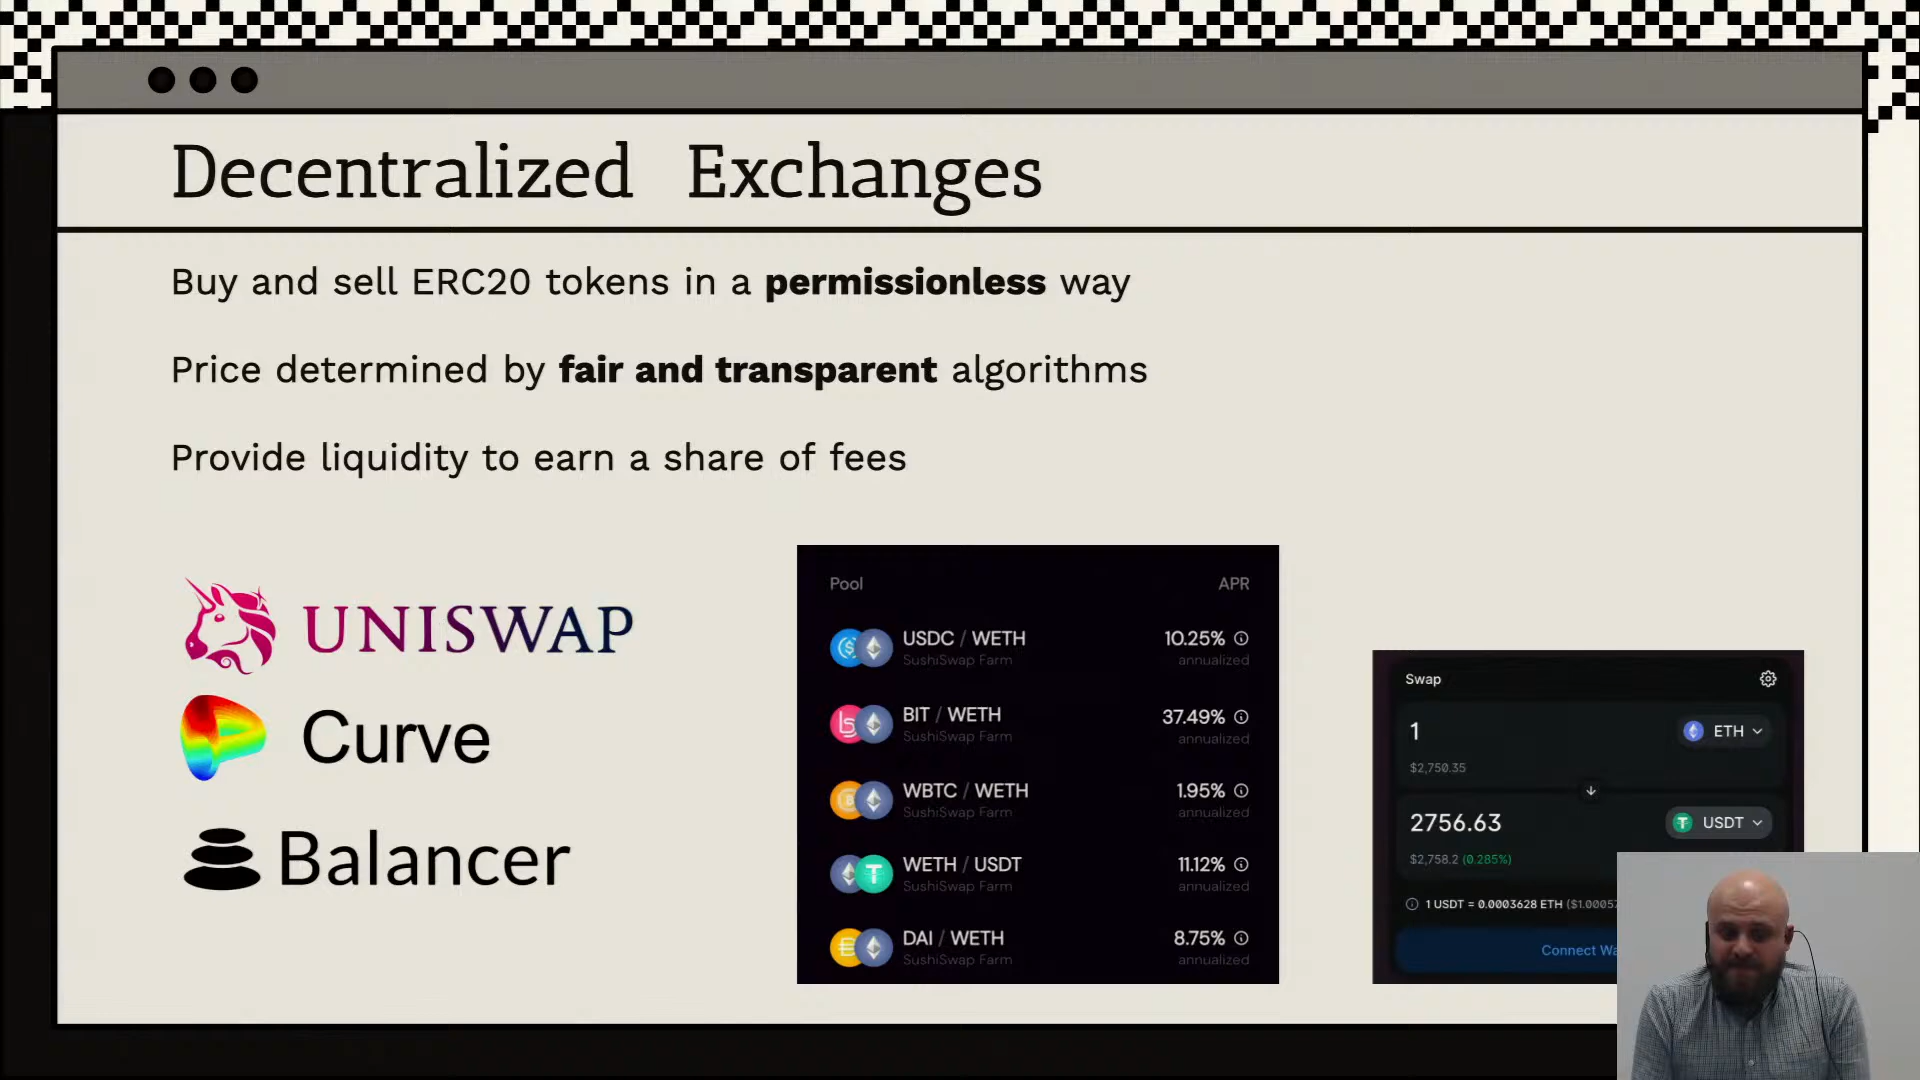 Decentralized Exchanges
Buy and sell ERC20 tokens in a permissionless way
Price determined by fair and transparent algorithms
Provide liquidity to earn a share of fees
UNISWAP
Curve
Balancer
Pool APR
USDC / WETH 10.25%
SushiSwap Farm annualized
BIT / WETH 37.49%
SushiSwap Farm annualized
WBTC / WETH 1.95%
SushiSwap Farm annualized
WETH / USDT 11.12%
SushiSwap Farm annualized
DAI / WETH 8.75%
SushiSwap Farm annualized
Swap
1 ETH
$2,750.35
2756.63 USDT
$2,758.2 (0.285%)
1 USDT = 0.0003628 ETH ($1.00057
Connect Wa